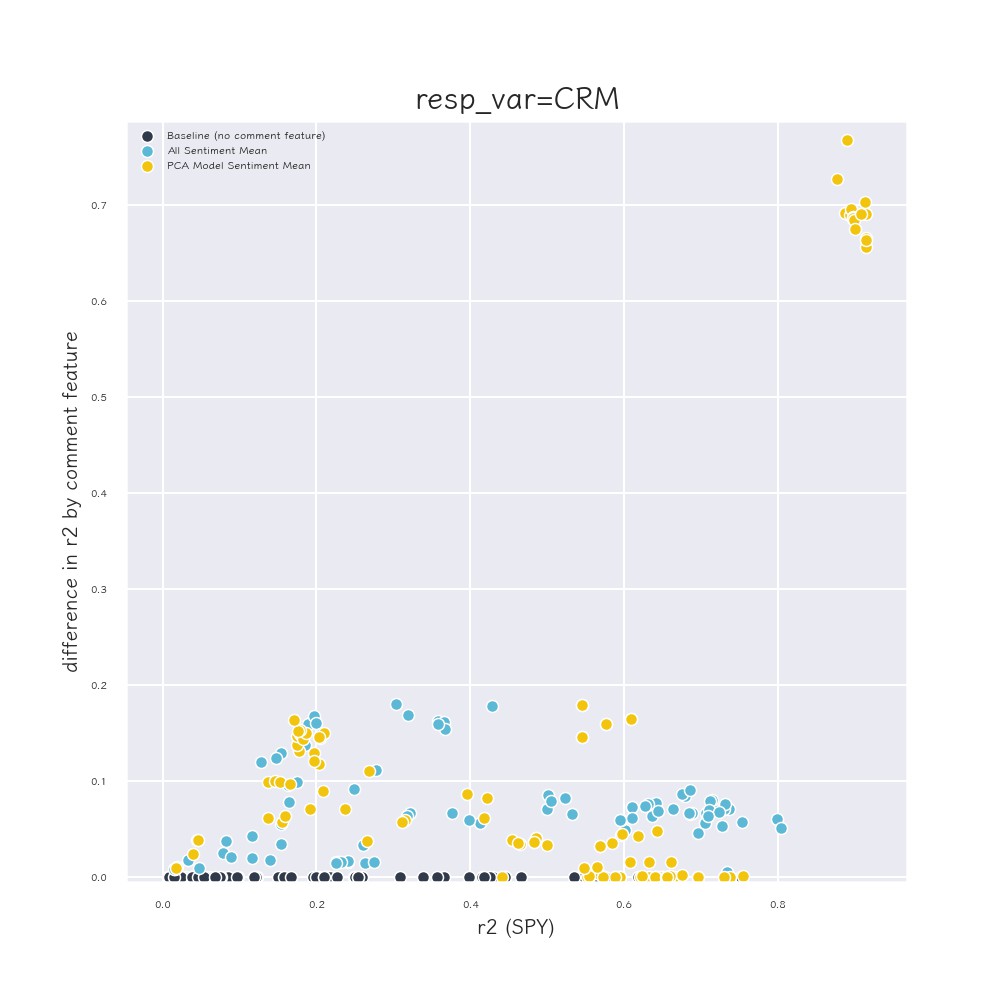 resp_var=CRM
Baseline (no comment feature)
All Sentiment Mean
PCA Model Sentiment Mean
difference in r2 by comment feature
0.7
0.6
0.5
0.4
0.3
0.2
0.1
0.0
0.0 0.2 0.4 0.6 0.8
r2 (SPY)